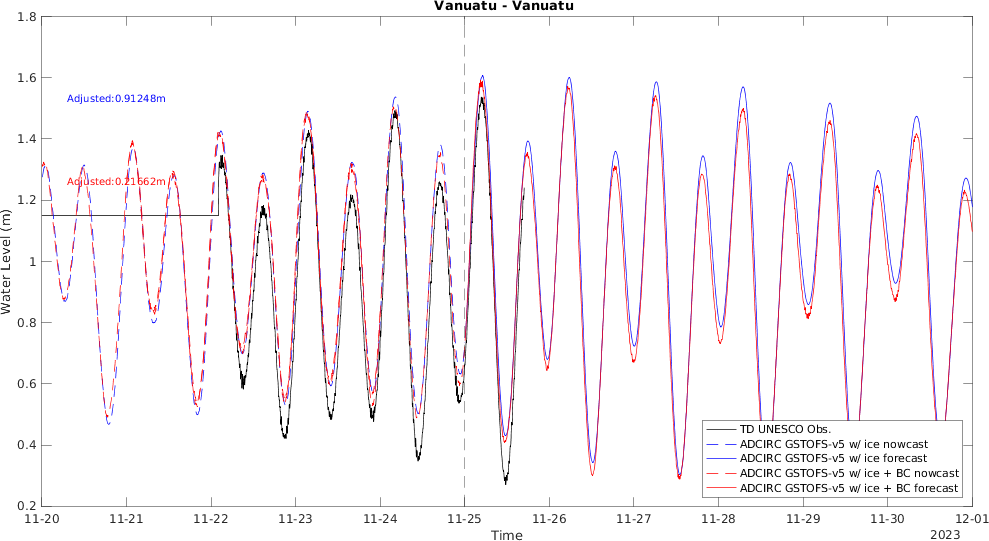 Vanuatu - Vanuatu
1.8
1.6
1.4
1.2
1
0.8
0.6
0.4
0.2
Water Level (m)
Adjusted:0.91248m
Adjusted:0.21662m
TD UNESCO Obs.
ADCIRC GSTOFS-v5 w/ ice nowcast
ADCIRC GSTOFS-v5 w/ ice forecast
ADCIRC GSTOFS-v5 w/ ice + BC nowcast
ADCIRC GSTOFS-v5 w/ ice + BC forecast
11-20 11-21 11-22 11-23 11-24 11-25 11-26 11-27 11-28 11-29 11-30 12-01
Time
2023